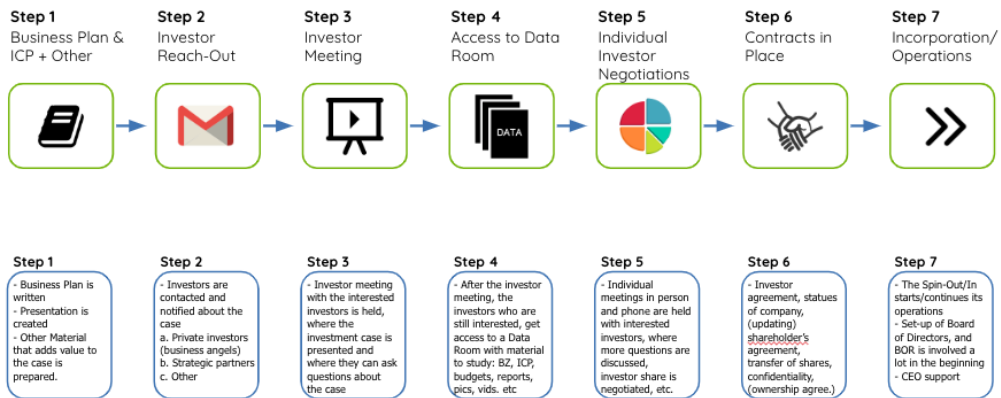 Step 1
Business Plan &
ICP + Other
Step 2
Investor
Reach-Out
Step 3
Investor
Meeting
Step 4
Access to Data
Room
Step 5
Individual
Investor
Negotiations
Step 6
Contracts in
Place
Step 7
Incorporation/
Operations
DATA
Step 1
- Business Plan is
written
- Presentation is
created
- Other Material
that adds value to
the case is
prepared.
Step 2
- Investors are
contacted and
notified about the
case
a. Private investors
(business angels)
b. Strategic partners
c. Other
Step 3
- Investor meeting
with the interested
investors is held,
where the
investment case is
presented and
where they can ask
questions about
the case
Step 4
- After the investor
meeting, the
investors who are
still interested, get
access to a Data
Room with material
to study: BZ, ICP,
budgets, reports,
pics, vids. etc
Step 5
- Individual
meetings in person
and phone are held
with interested
investors, where
more questions are
discussed,
investor share is
negotiated, etc.
Step 6
- Investor
agreement, statues
of company,
(updating)
shareholder's
agreement,
transfer of shares,
confidentiality,
(ownership agree.)
Step 7
- The Spin-Out/In
starts/continues its
operations
- Set-up of Board
of Directors, and
BOR is involved a
lot in the beginning
- CEO support